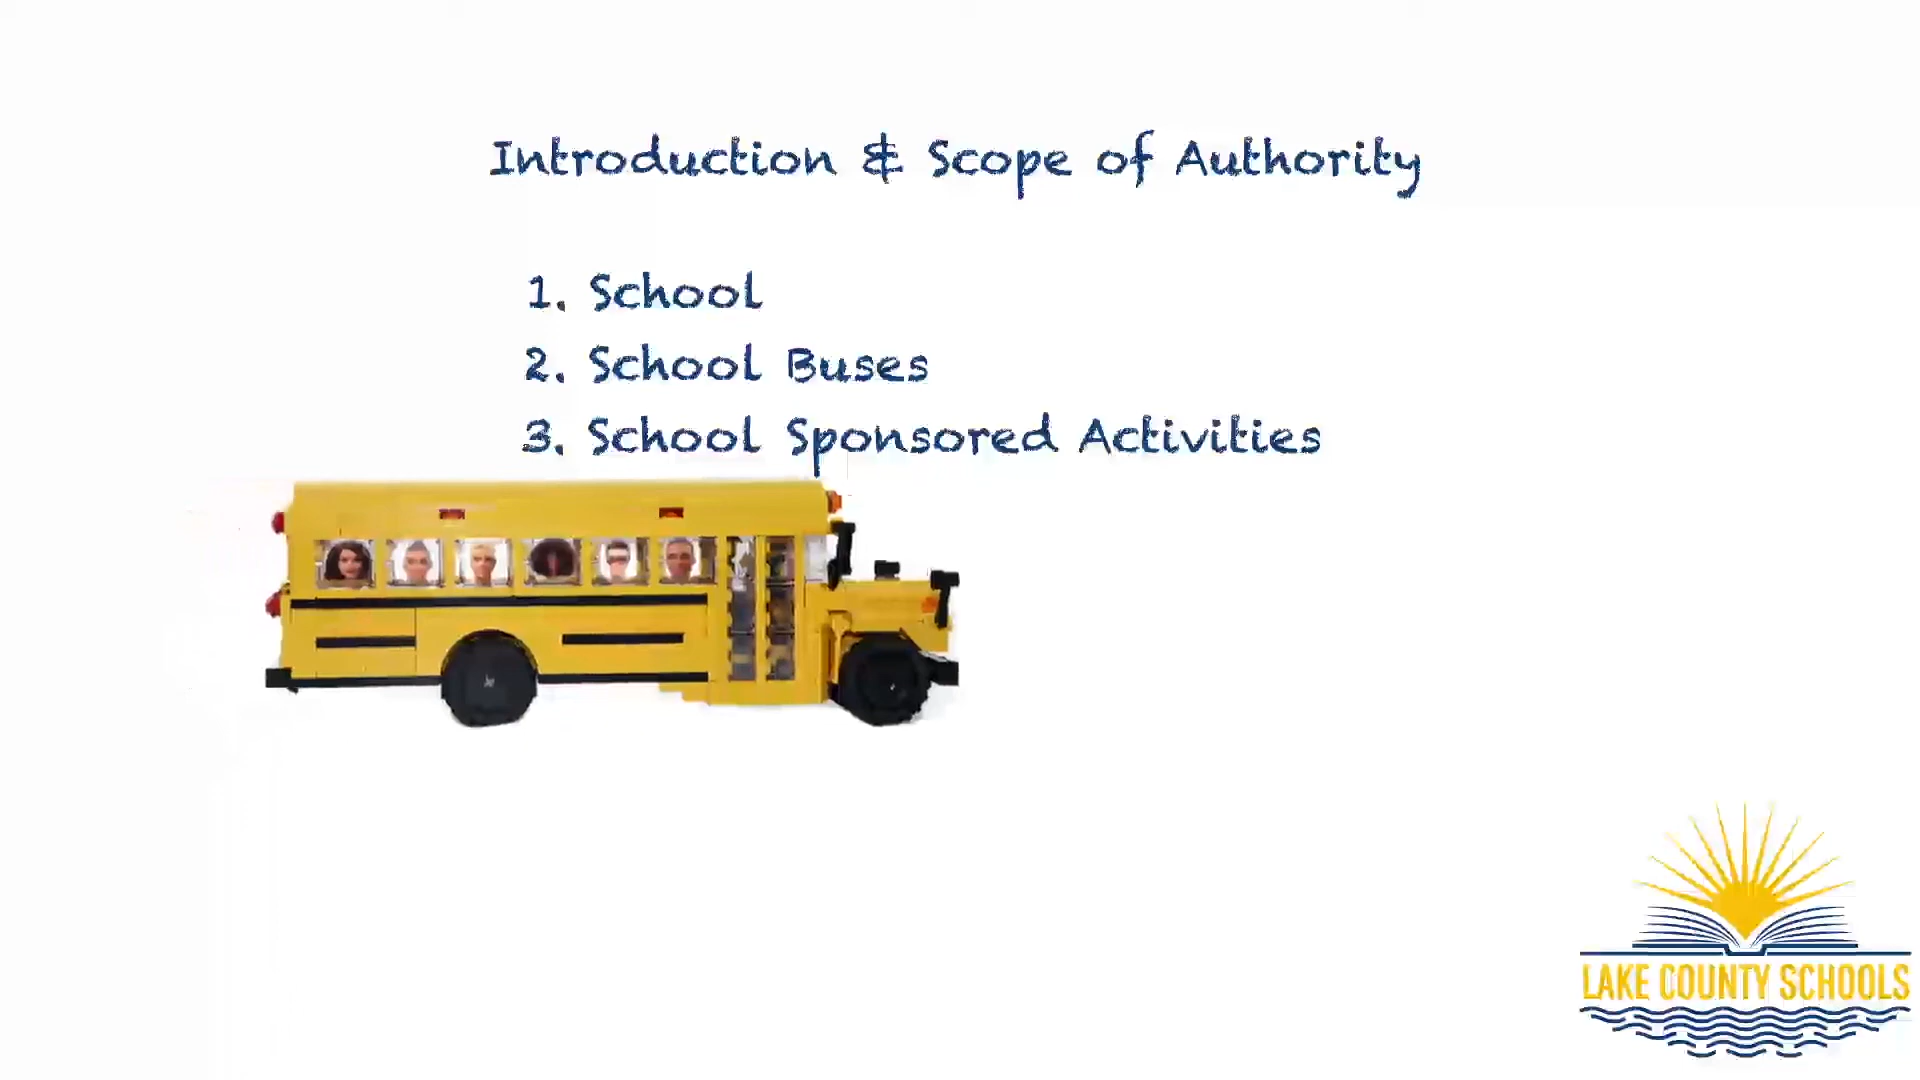 Introduction & Scope of Authority
1. School
2. School Buses
3. School Sponsored Activities
LAKE COUNTY SCHOOLS